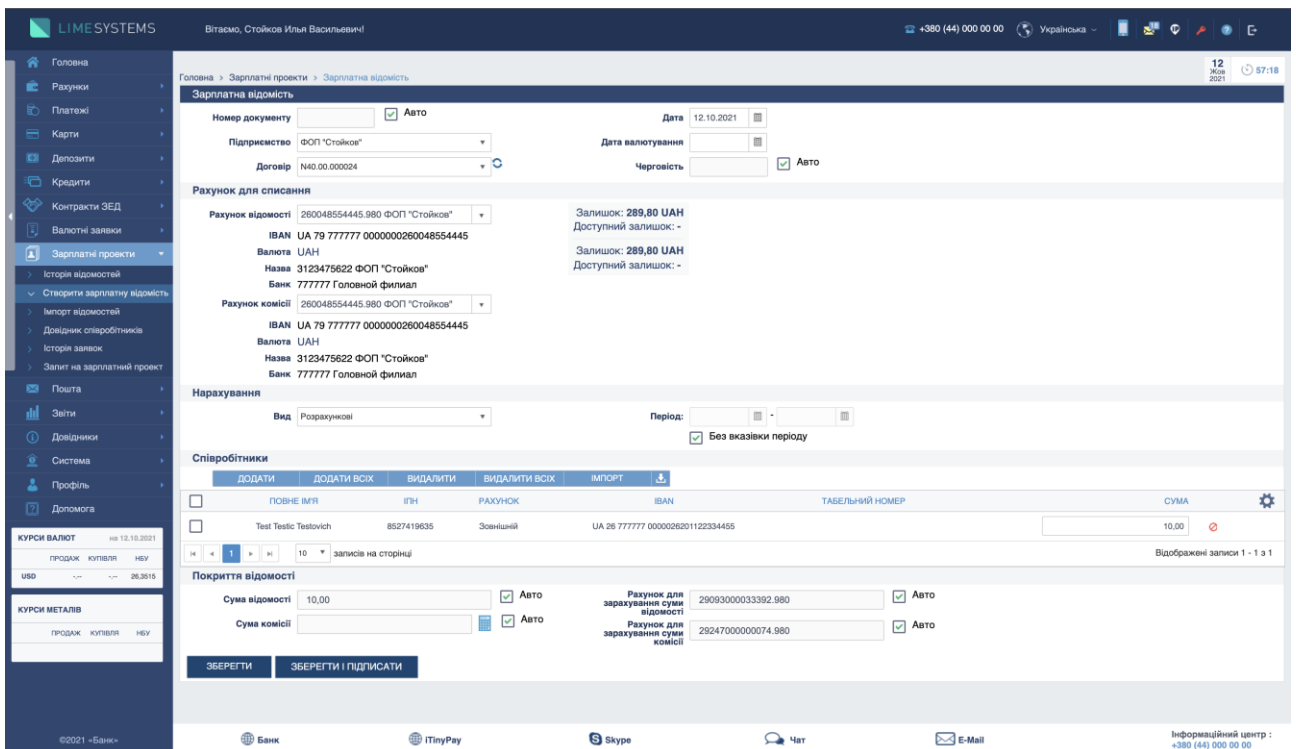 LIMESYSTEMS
Вітаємо, Стойков Илья Васильевич!
+380 (44) 000 00 00
Українська
Головна
Рахунки
Платежі
Карти
Депозити
Кредити
Контракти ЗЕД
Валютні заявки
Зарплатні проекти
Історія відомостей
Створити зарплатну відомість
Імпорт відомостей
Довідник співробітників
Історія заявок
Запит на зарплатний проект
Пошта
Звіти
Довідники
Система
Профіль
Допомога
КУРСИ ВАЛЮТ на 12.10.2021
ПРОДАЖ КУПІВЛЯ НБУ
USD -.-- -.-- 26,3515
КУРСИ МЕТАЛІВ
ПРОДАЖ КУПІВЛЯ НБУ
©2021 «Банк»
12
Жов
2021
57:18
Головна > Зарплатні проекти > Зарплатна відомість
Зарплатна відомість
Номер документу Авто Дата 12.10.2021
Підприємство ФОП "Стойков" Дата валютування
Договір N40.00.000024 Черговість Авто
Рахунок для списання
Рахунок відомості 260048554445.980 ФОП "Стойков" Залишок: 289,80 UAH
Доступний залишок: -
IBAN UA 79 777777 0000000260048554445
Валюта UAH Залишок: 289,80 UAH
Назва 3123475622 ФОП "Стойков" Доступний залишок: -
Банк 777777 Головной филиал
Рахунок комісії 260048554445.980 ФОП "Стойков"
IBAN UA 79 777777 0000000260048554445
Валюта UAH
Назва 3123475622 ФОП "Стойков"
Банк 777777 Головной филиал
Нарахування
Вид Розрахункові Період: -
Без вказівки періоду
Співробітники
ДОДАТИ ДОДАТИ ВСІХ ВИДАЛИТИ ВИДАЛИТИ ВСІХ ІМПОРТ
ПОВНЕ ІМ'Я ІПН РАХУНОК IBAN ТАБЕЛЬНИЙ НОМЕР СУМА
Test Testic Testovich 8527419635 Зовнішній UA 26 777777 0000026201122334455 10,00
1 10 записів на сторінці Відображені записи 1 - 1 з 1
Покриття відомості
Сума відомості 10,00 Авто
Рахунок для
зарахування суми
відомості
29093000033392.980 Авто
Сума комісії Авто
Рахунок для
зарахування суми
комісії
29247000000074.980 Авто
ЗБЕРЕГТИ ЗБЕРЕГТИ І ПІДПИСАТИ
Банк iTinyPay Skype Чат E-Mail
Інформаційний центр :
+380 (44) 000 00 00